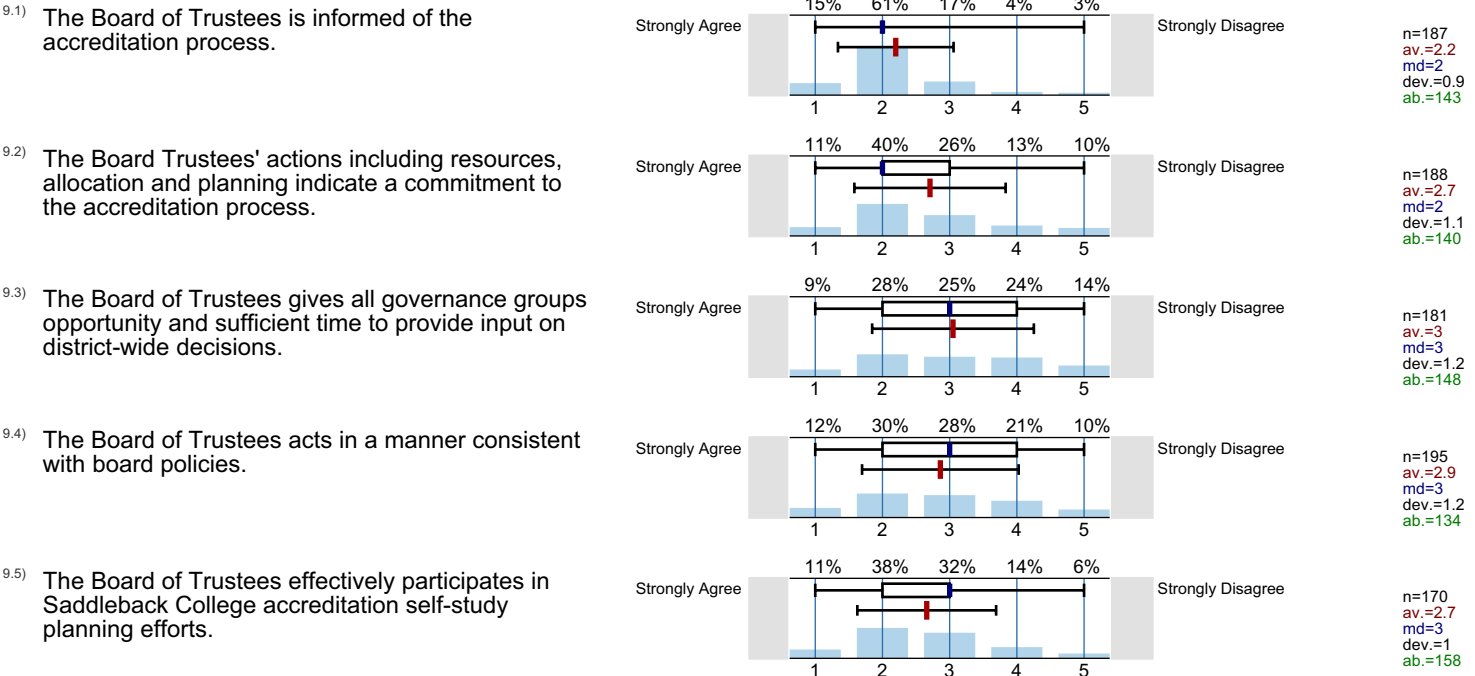 9.1) The Board of Trustees is informed of the
accreditation process.
15% 61% 17% 4% 3%
Strongly Agree Strongly Disagree
1 2 3 4 5
n=187
av.=2.2
md=2
dev.=0.9
ab.=143
9.2) The Board Trustees' actions including resources,
allocation and planning indicate a commitment to
the accreditation process.
11% 40% 26% 13% 10%
Strongly Agree Strongly Disagree
1 2 3 4 5
n=188
av.=2.7
md=2
dev.=1.1
ab.=140
9.3) The Board of Trustees gives all governance groups
opportunity and sufficient time to provide input on
district-wide decisions.
9% 28% 25% 24% 14%
Strongly Agree Strongly Disagree
1 2 3 4 5
n=181
av.=3
md=3
dev.=1.2
ab.=148
9.4) The Board of Trustees acts in a manner consistent
with board policies.
12% 30% 28% 21% 10%
Strongly Agree Strongly Disagree
1 2 3 4 5
n=195
av.=2.9
md=3
dev.=1.2
ab.=134
9.5) The Board of Trustees effectively participates in
Saddleback College accreditation self-study
planning efforts.
11% 38% 32% 14% 6%
Strongly Agree Strongly Disagree
1 2 3 4 5
n=170
av.=2.7
md=3
dev.=1
ab.=158